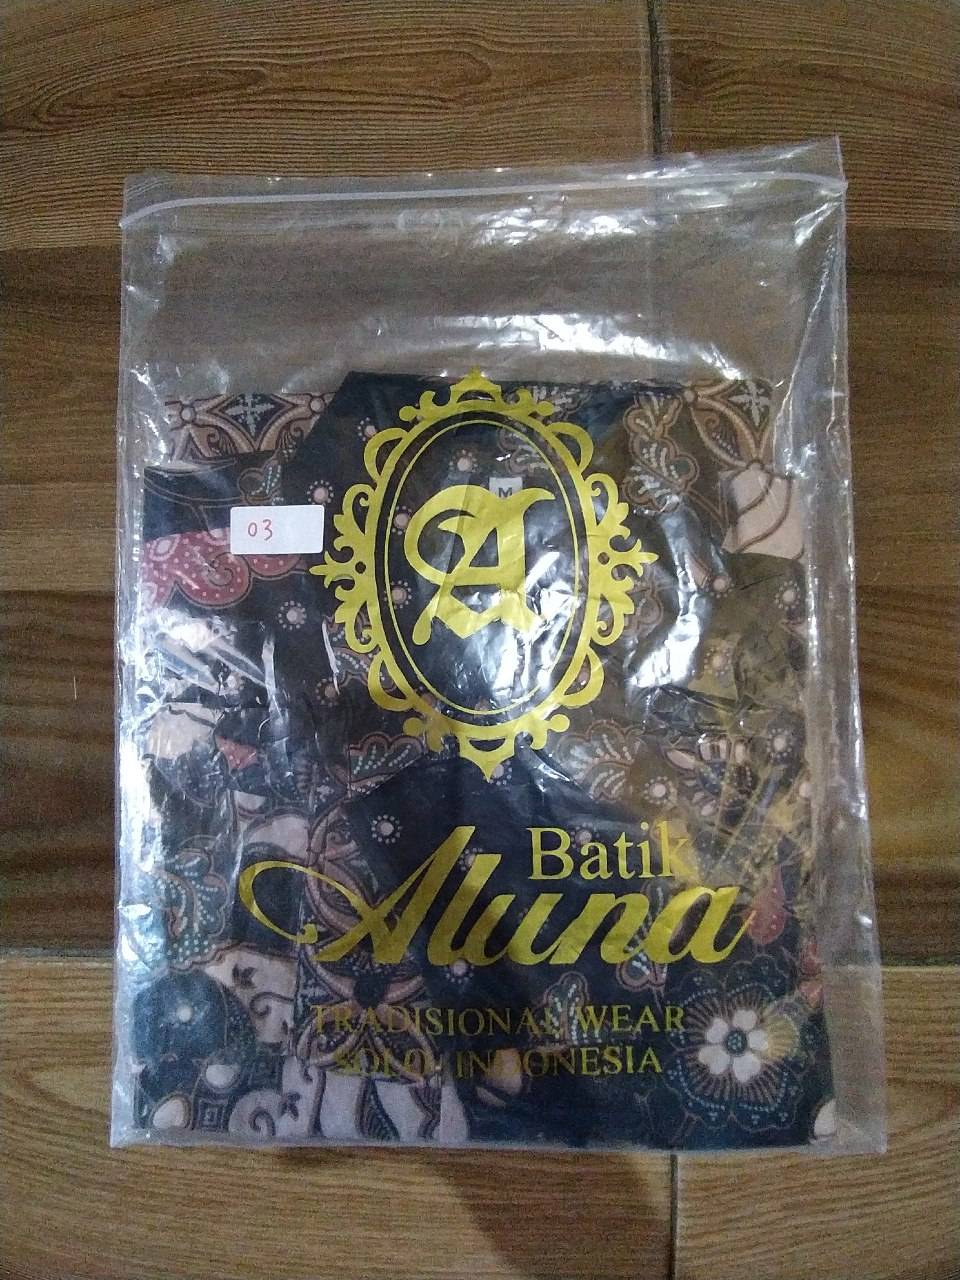 M
03
A
Batik
Aluna
TRADISIONAL WEAR
SOLO, INDONESIA